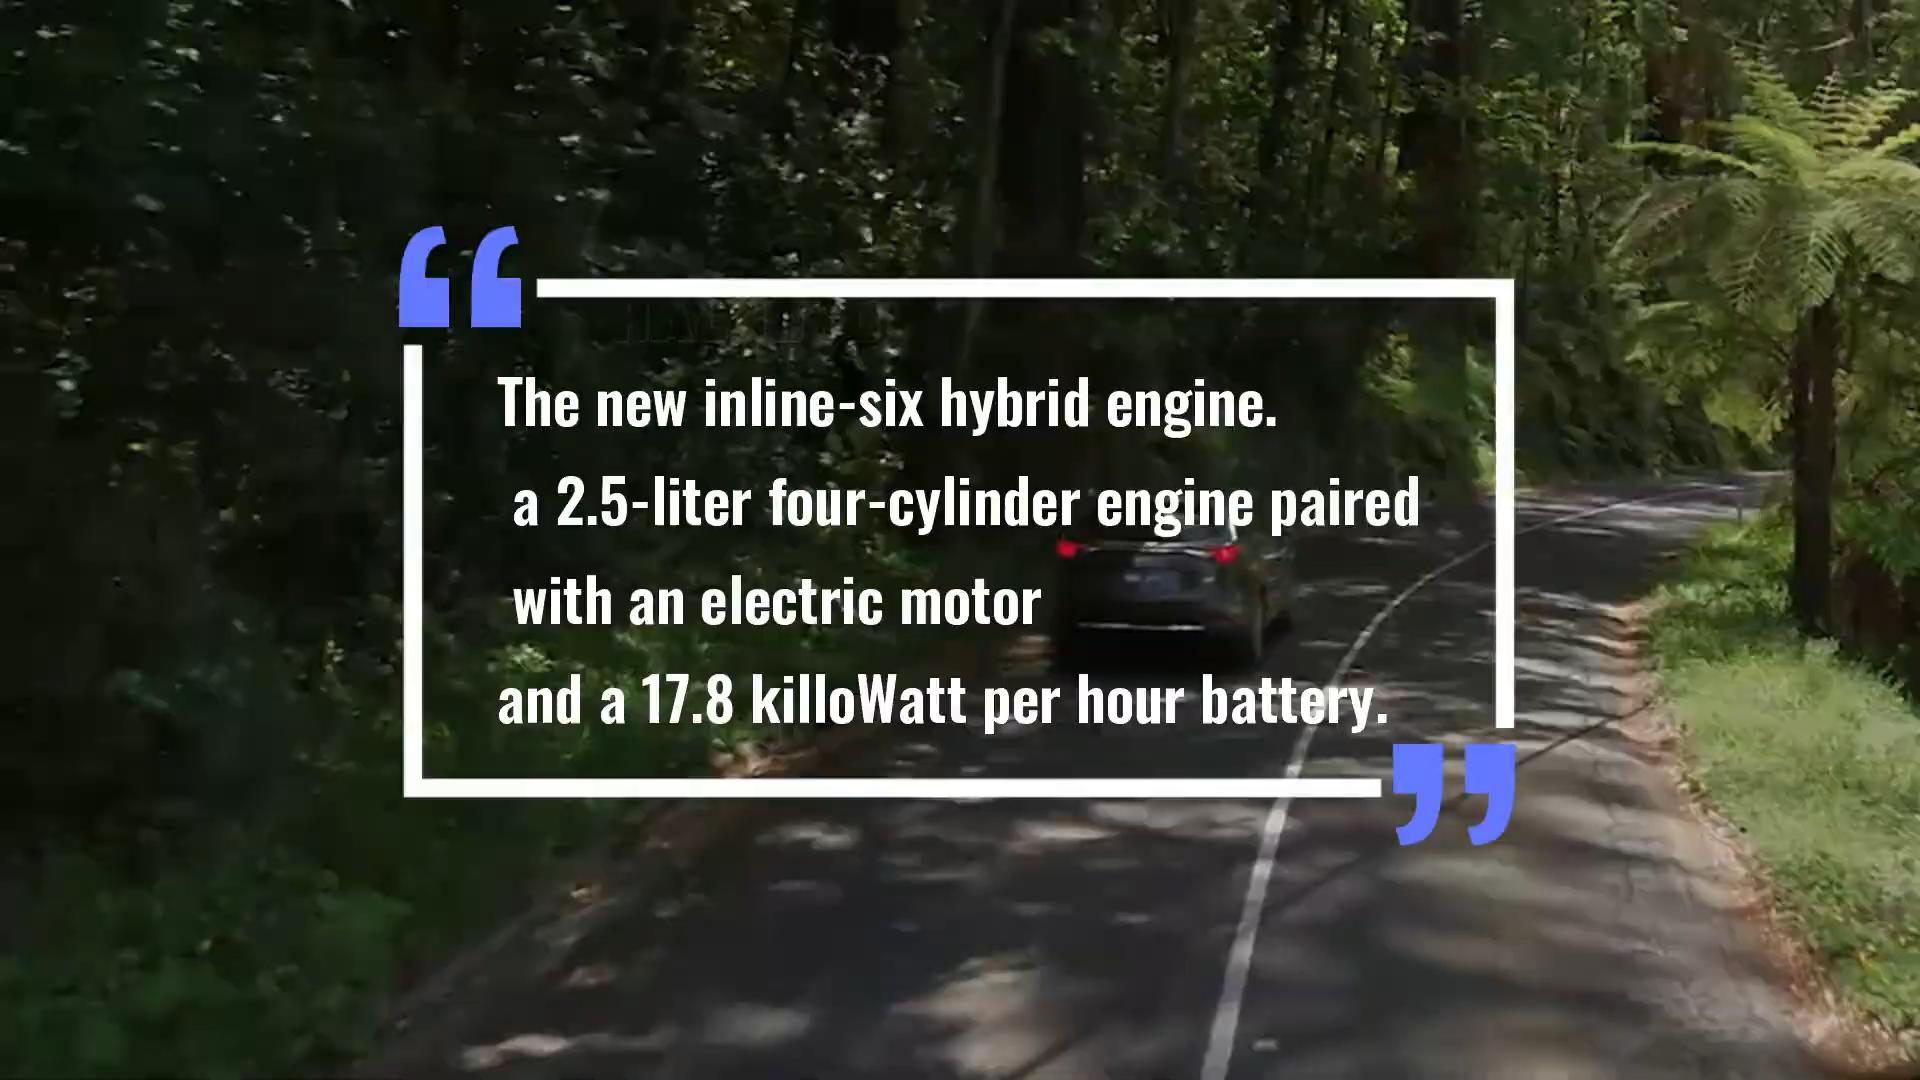 The new inline-six hybrid engine.
a 2.5-liter four-cylinder engine paired
with an electric motor
and a 17.8 killoWatt per hour battery.